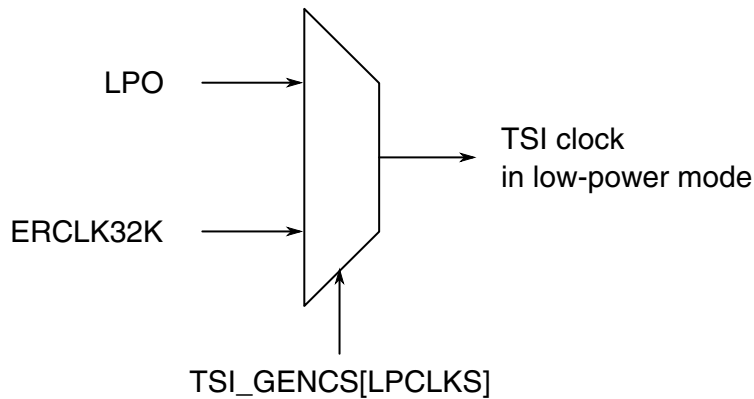 LPO
TSI clock
in low-power mode
ERCLK32K
TSI_GENCS[LPCLKS]